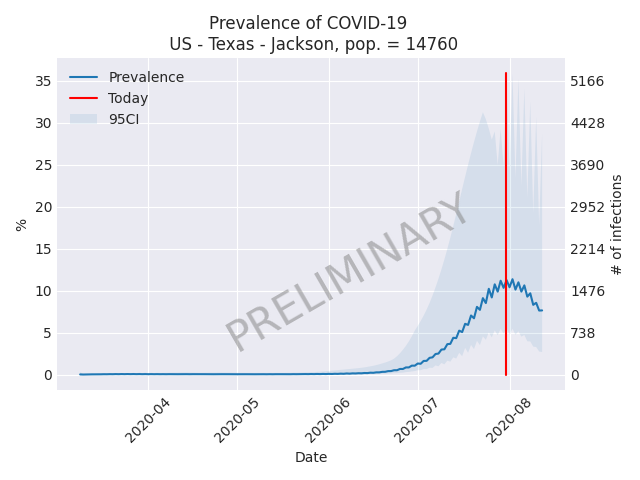 Prevalence of COVID-19
US - Texas - Jackson, pop. = 14760
Prevalence
Today
95CI
35
30
25
20
15
10
5
0
%
5166
4428
3690
2952
2214
1476
738
0
# of infections
PRELIMINARY
2020-04
2020-05
2020-06
2020-07
2020-08
Date